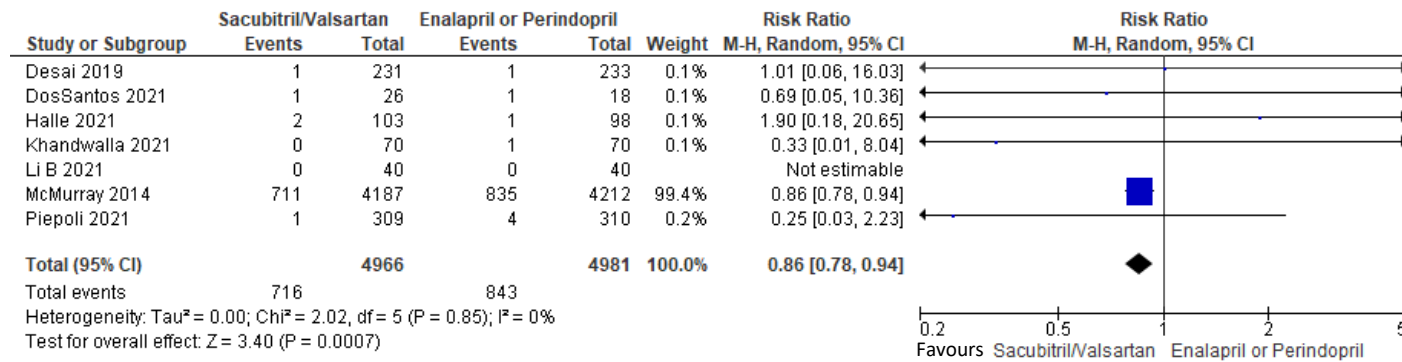 Sacubitril/Valsartan Enalapril or Perindopril Risk Ratio Risk Ratio
Study or Subgroup Events Total Events Total Weight M-H, Random, 95% CI M-H, Random, 95% CI
Desai 2019 1 231 1 233 0.1% 1.01 [0.06, 16.03]
DosSantos 2021 1 26 1 18 0.1% 0.69 [0.05, 10.36]
Halle 2021 2 103 1 98 0.1% 1.90 [0.18, 20.65]
Khandwalla 2021 0 70 1 70 0.1% 0.33 [0.01, 8.04]
Li B 2021 0 40 0 40 Not estimable
McMurray 2014 711 4187 835 4212 99.4% 0.86 [0.78, 0.94]
Piepoli 2021 1 309 4 310 0.2% 0.25 [0.03, 2.23]
Total (95% CI) 4966 4981 100.0% 0.86 [0.78, 0.94]
Total events 716 843
Heterogeneity: Tau² = 0.00; Chi² = 2.02, df = 5 (P = 0.85); I² = 0%
Test for overall effect: Z = 3.40 (P = 0.0007)
0.2 0.5 1 2 5
Favours Sacubitril/Valsartan Enalapril or Perindopril